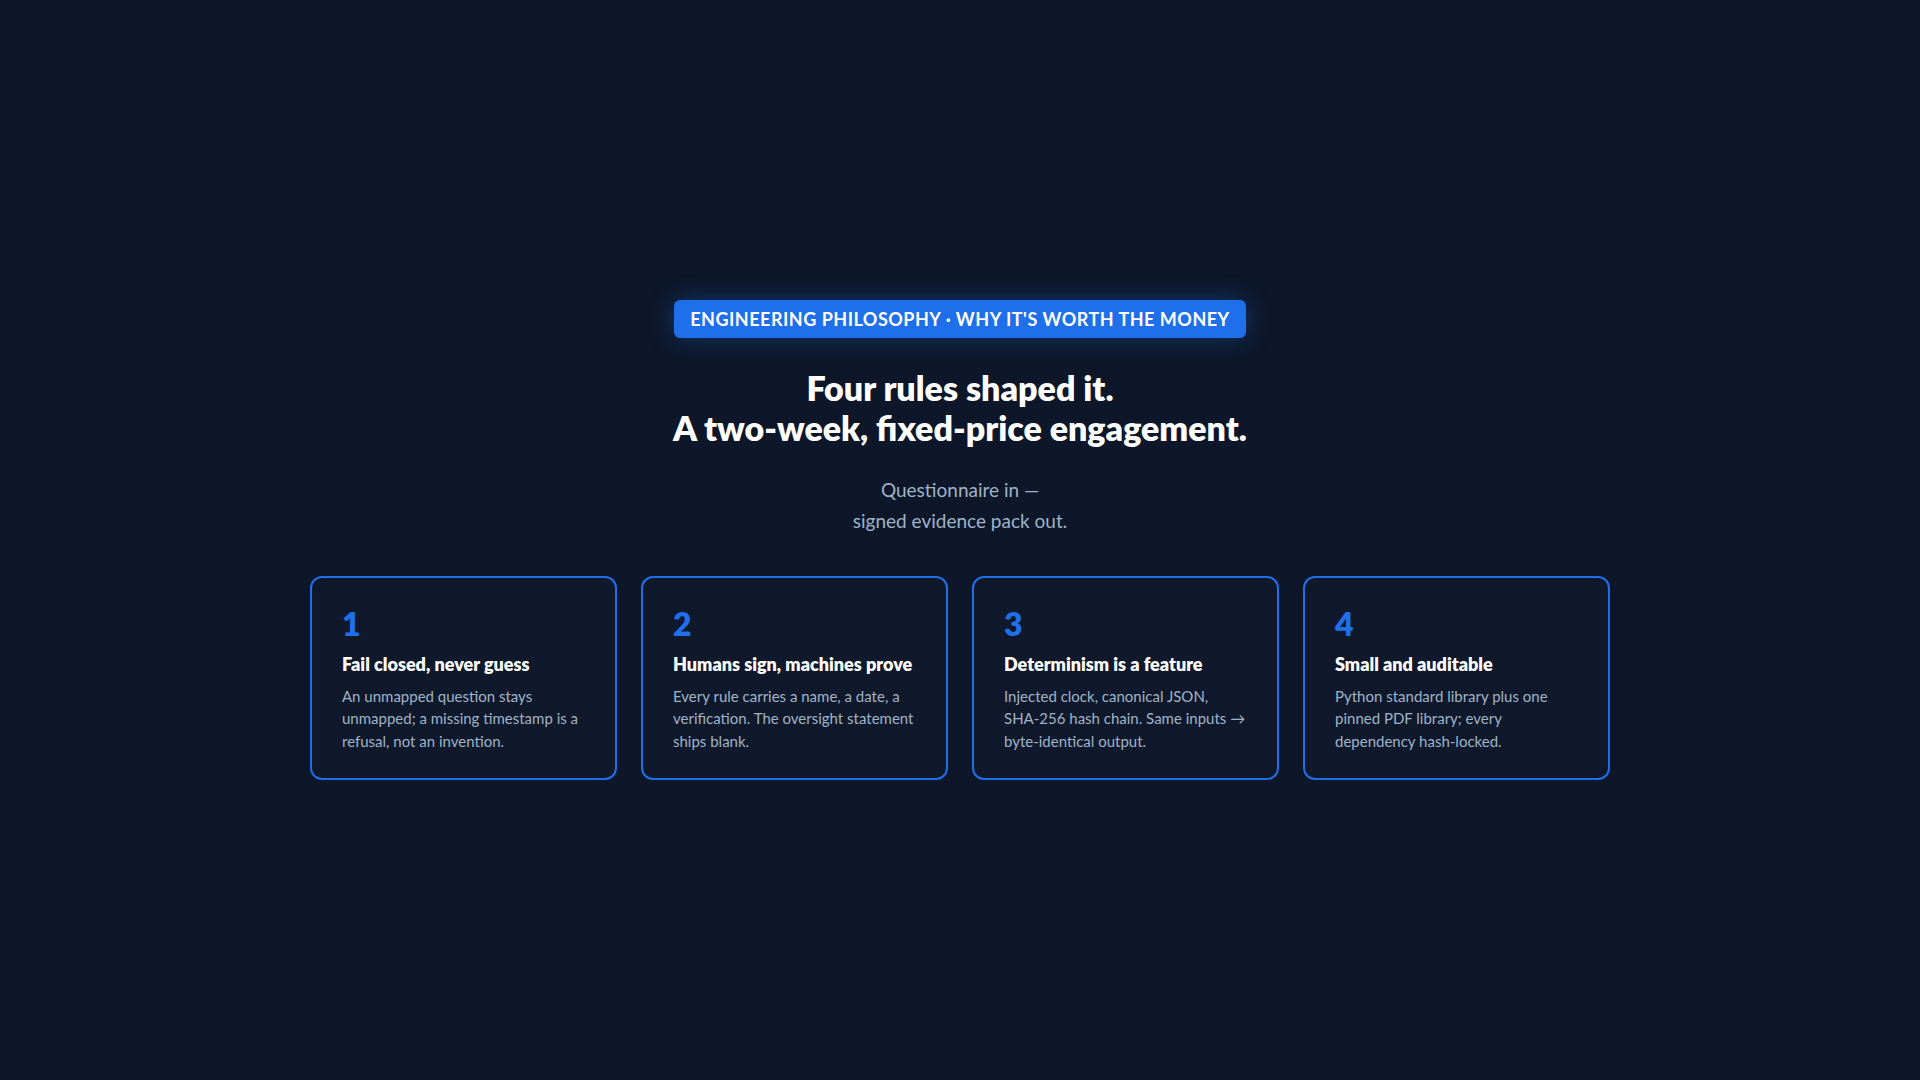 ENGINEERING PHILOSOPHY · WHY IT'S WORTH THE MONEY
Four rules shaped it.
A two-week, fixed-price engagement.
Questionnaire in —
signed evidence pack out.
1
Fail closed, never guess
An unmapped question stays
unmapped; a missing timestamp is a
refusal, not an invention.
2
Humans sign, machines prove
Every rule carries a name, a date, a
verification. The oversight statement
ships blank.
3
Determinism is a feature
Injected clock, canonical JSON,
SHA-256 hash chain. Same inputs →
byte-identical output.
4
Small and auditable
Python standard library plus one
pinned PDF library; every
dependency hash-locked.